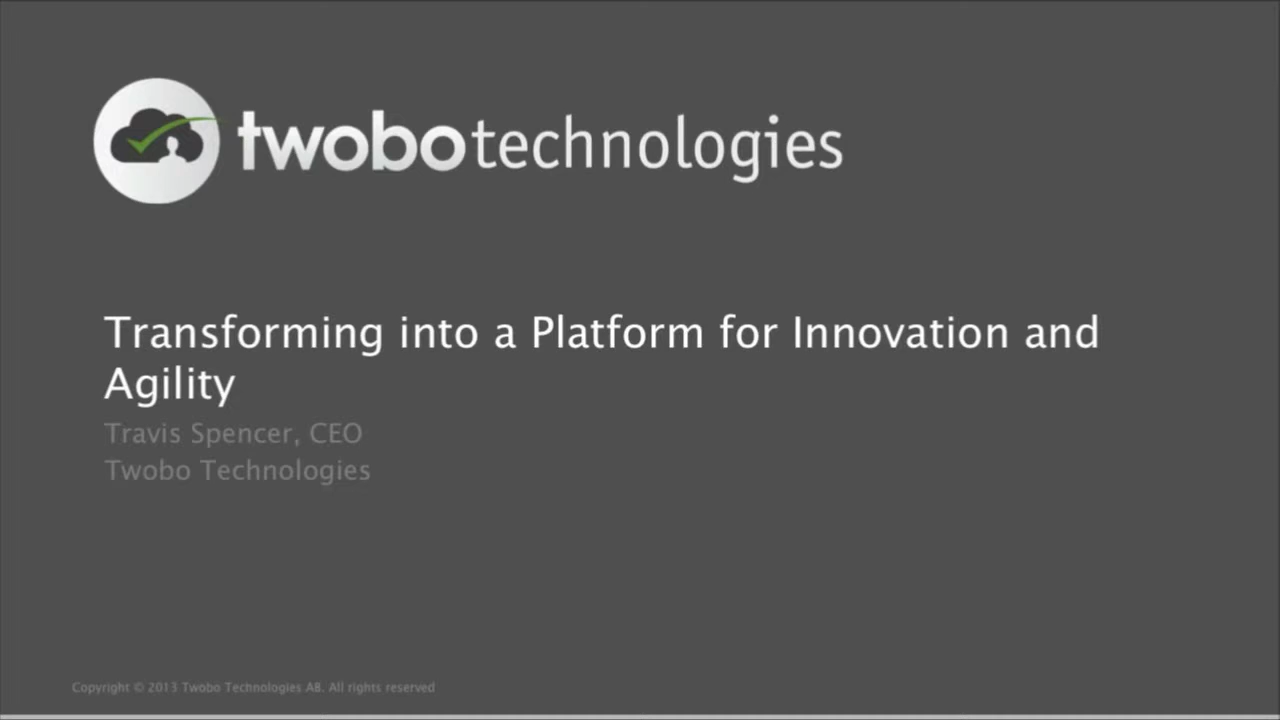 twobotechnologies
Transforming into a Platform for Innovation and
Agility
Travis Spencer, CEO
Twobo Technologies
Copyright © 2013 Twobo Technologies AB. All rights reserved